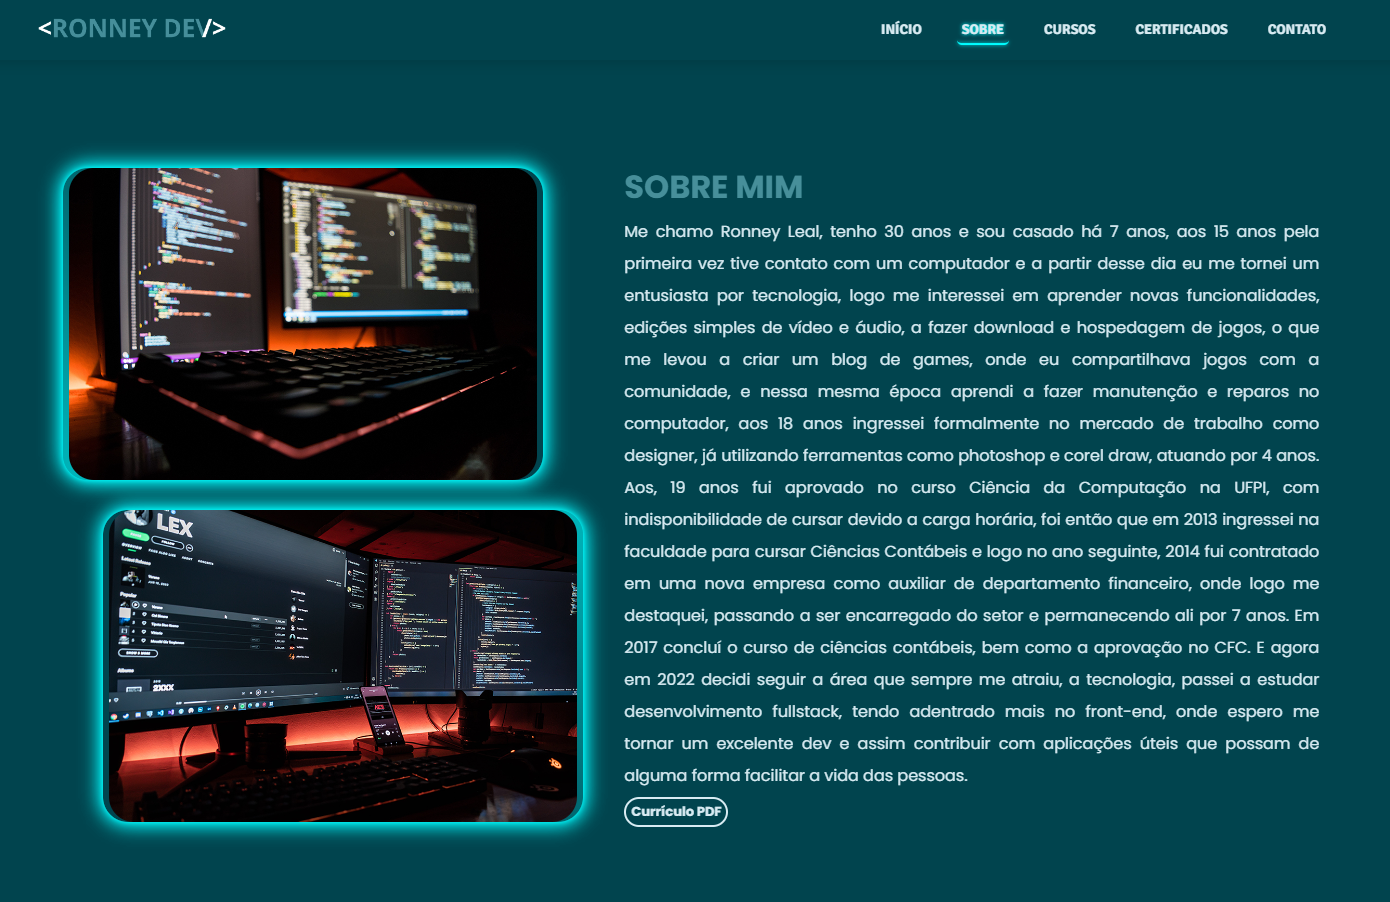 <RONNEY DEV/>
INÍCIO
SOBRE
CURSOS
CERTIFICADOS
CONTATO
SOBRE MIM
Me chamo Ronney Leal, tenho 30 anos e sou casado há 7 anos, aos 15 anos pela
primeira vez tive contato com um computador e a partir desse dia eu me tornei um
entusiasta por tecnologia, logo me interessei em aprender novas funcionalidades,
edições simples de vídeo e áudio, a fazer download e hospedagem de jogos, o que
me levou a criar um blog de games, onde eu compartilhava jogos com a
comunidade, e nessa mesma época aprendi a fazer manutenção e reparos no
computador, aos 18 anos ingressei formalmente no mercado de trabalho como
designer, já utilizando ferramentas como photoshop e corel draw, atuando por 4 anos.
Aos, 19 anos fui aprovado no curso Ciência da Computação na UFPI, com
indisponibilidade de cursar devido a carga horária, foi então que em 2013 ingressei na
faculdade para cursar Ciências Contábeis e logo no ano seguinte, 2014 fui contratado
em uma nova empresa como auxiliar de departamento financeiro, onde logo me
destaquei, passando a ser encarregado do setor e permanecendo ali por 7 anos. Em
2017 concluí o curso de ciências contábeis, bem como a aprovação no CFC. E agora
em 2022 decidi seguir a área que sempre me atraiu, a tecnologia, passei a estudar
desenvolvimento fullstack, tendo adentrado mais no front-end, onde espero me
tornar um excelente dev e assim contribuir com aplicações úteis que possam de
alguma forma facilitar a vida das pessoas.
Currículo PDF
LEX
Popular
Albums